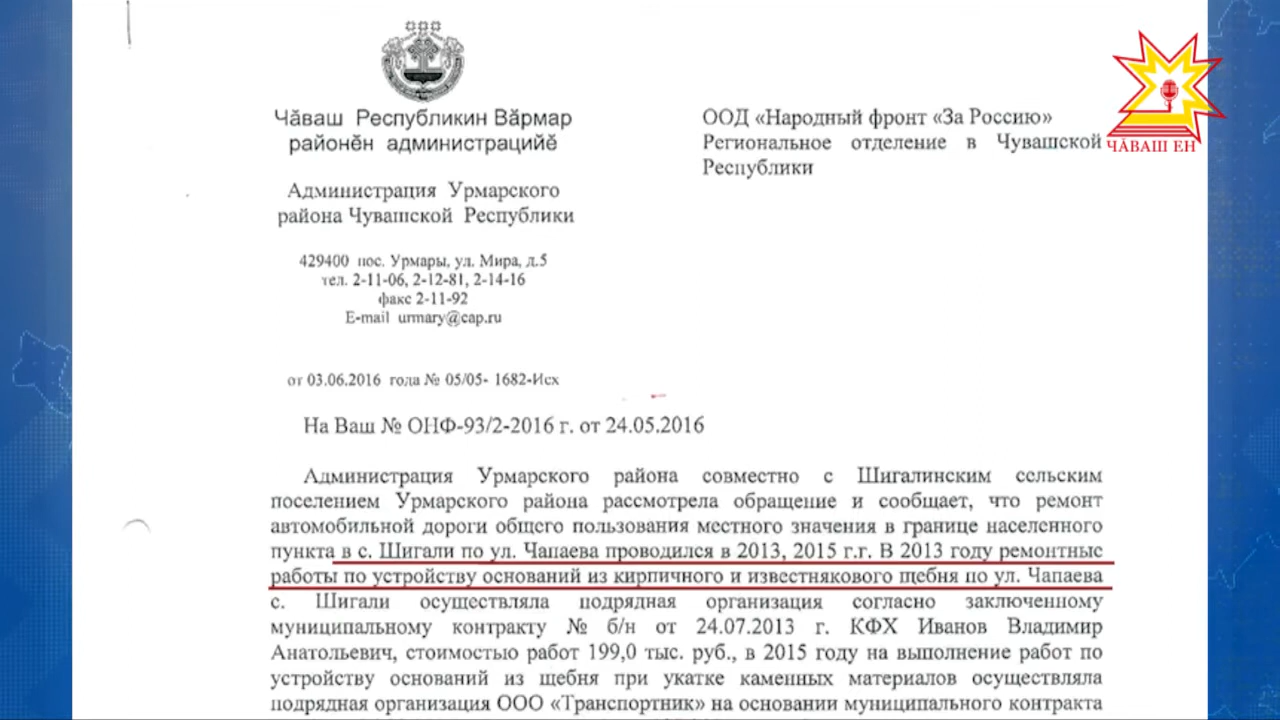 Чӑваш Республикин Вӑрмар
районӗн администрацийӗ
Администрация Урмарского
района Чувашской Республики
429400 пос. Урмары, ул. Мира, д.5
тел. 2-11-06, 2-12-81, 2-14-16
факс 2-11-92
E-mail urmary@cap.ru
от 03.06.2016 года № 05/05- 1682-Исх
ООД «Народный фронт «За Россию»
Региональное отделение в Чувашской
Республики
ЧӐВАШ ЕН
На Ваш № ОНФ-93/2-2016 г. от 24.05.2016
Администрация Урмарского района совместно с Шигалинским сельским
поселением Урмарского района рассмотрела обращение и сообщает, что ремонт
автомобильной дороги общего пользования местного значения в границе населенного
пункта в с. Шигали по ул. Чапаева проводился в 2013, 2015 г.г. В 2013 году ремонтные
работы по устройству оснований из кирпичного и известнякового щебня по ул. Чапаева
с. Шигали осуществляла подрядная организация согласно заключенному
муниципальному контракту № б/н от 24.07.2013 г. КФХ Иванов Владимир
Анатольевич, стоимостью работ 199,0 тыс. руб., в 2015 году на выполнение работ по
устройству оснований из щебня при укатке каменных материалов осуществляла
подрядная организация ООО «Транспортник» на основании муниципального контракта